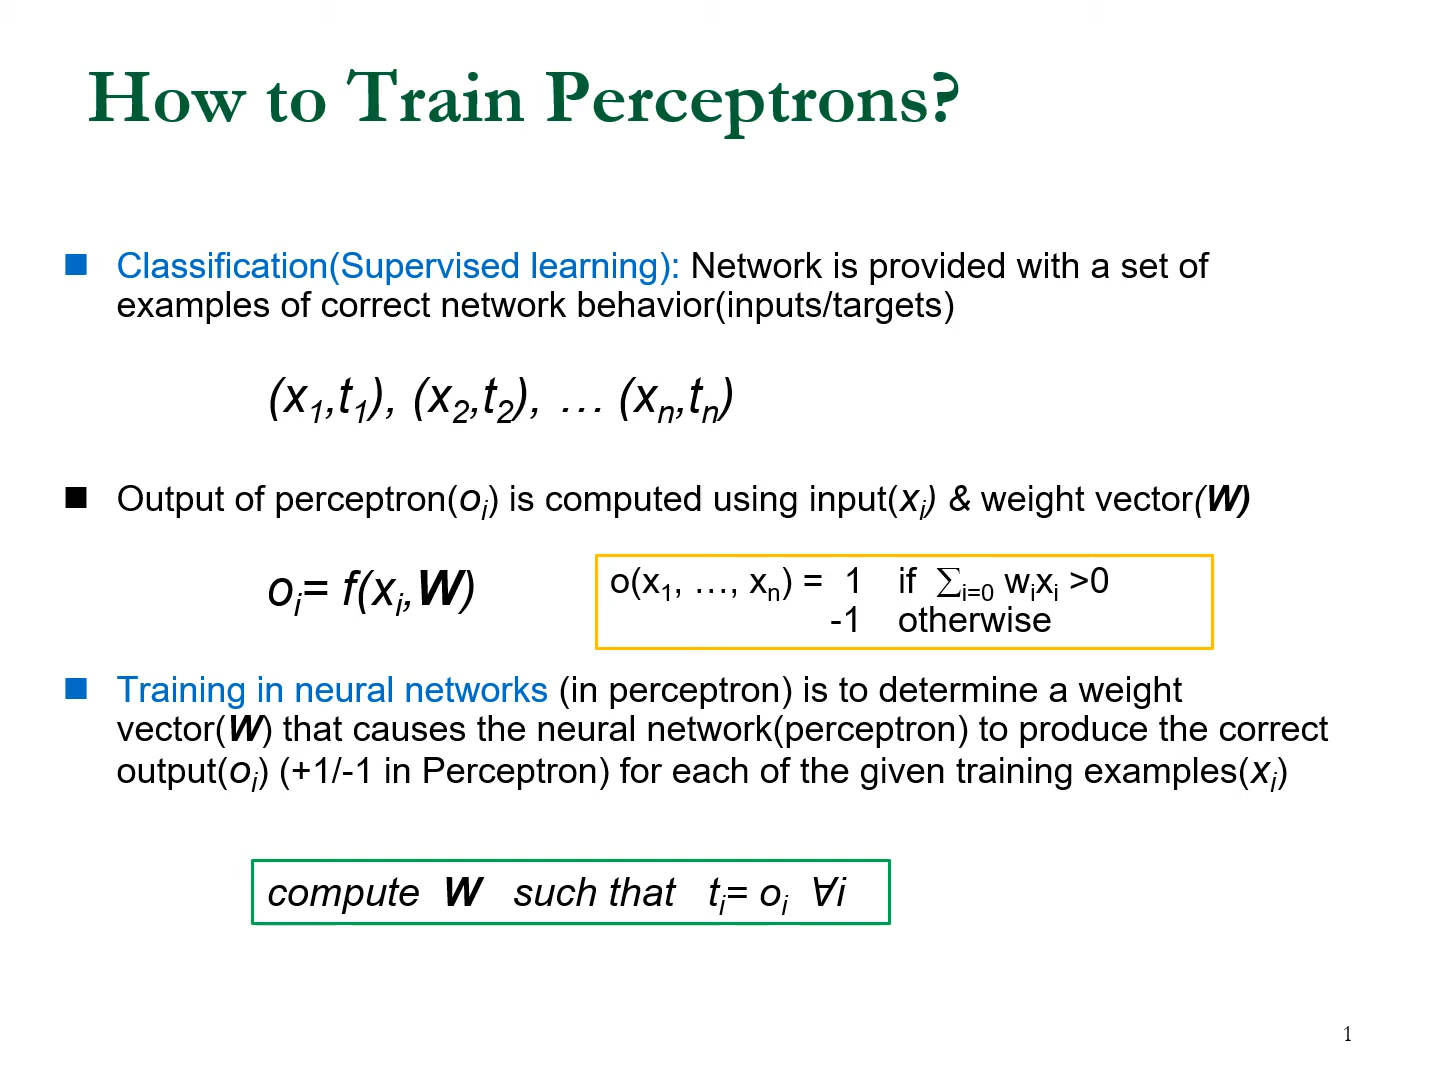 How to Train Perceptrons?
Classification(Supervised learning): Network is provided with a set of
examples of correct network behavior(inputs/targets)
(x₁,t₁), (x₂,t₂), … (xₙ,tₙ)
Output of perceptron(oᵢ) is computed using input(xᵢ) & weight vector(W)
oᵢ= f(xᵢ,W)
o(x₁, …, xₙ) = 1 if ∑ᵢ₌₀ wᵢxᵢ >0
-1 otherwise
Training in neural networks (in perceptron) is to determine a weight
vector(W) that causes the neural network(perceptron) to produce the correct
output(oᵢ) (+1/-1 in Perceptron) for each of the given training examples(xᵢ)
compute W such that tᵢ= oᵢ ∀i
1